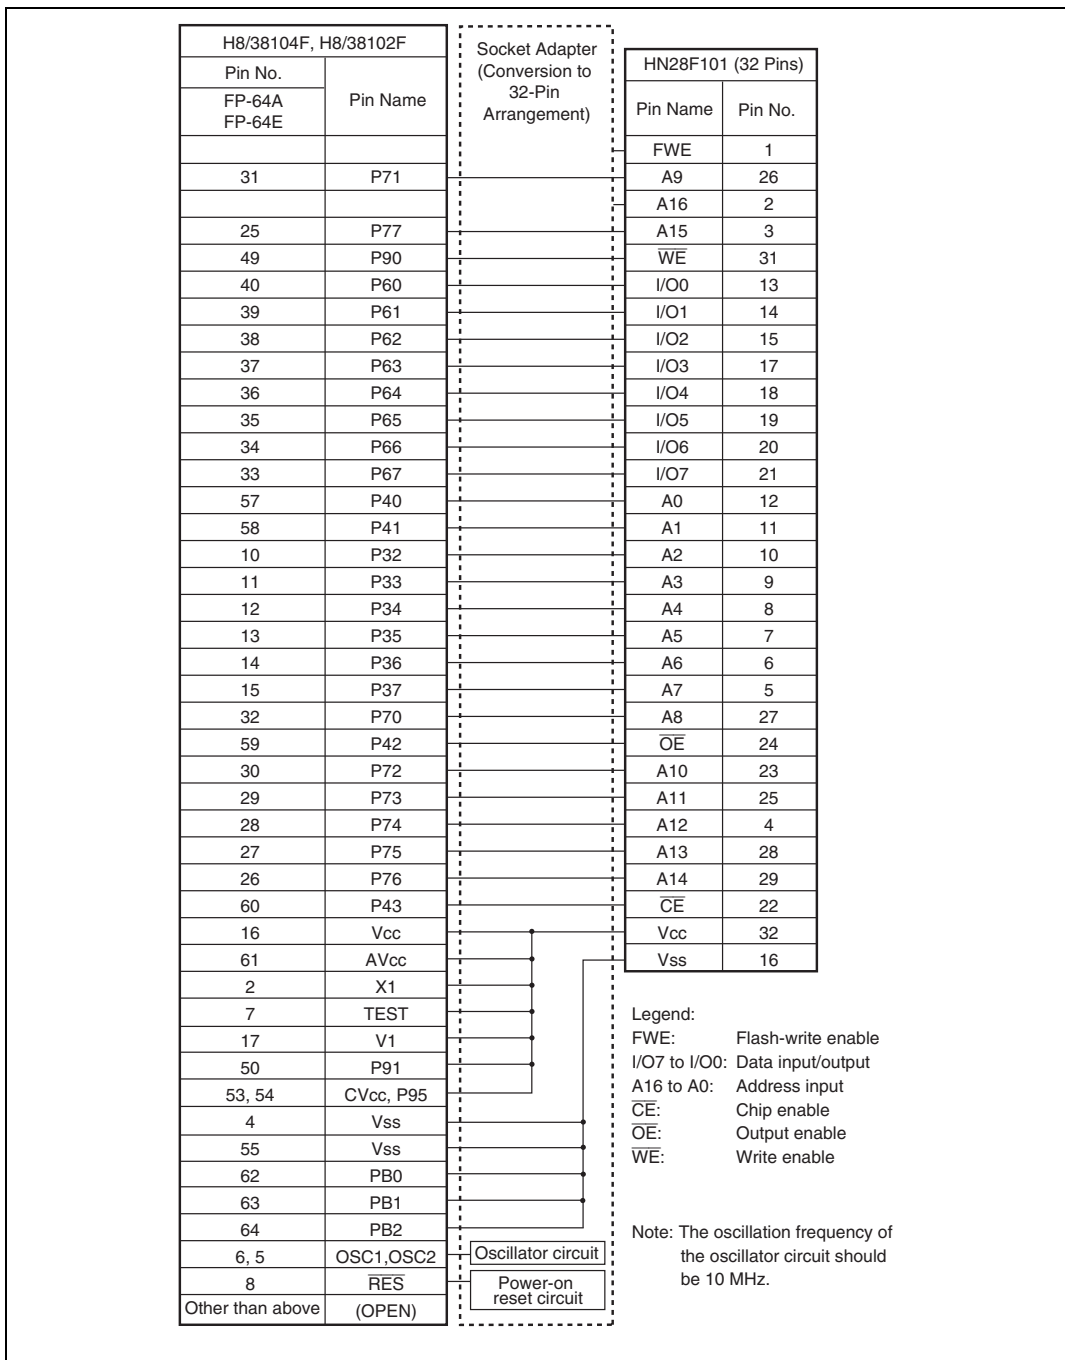 H8/38104F, H8/38102F
Pin No.
FP-64A
FP-64E
Pin Name
Socket Adapter
(Conversion to
32-Pin
Arrangement)
HN28F101 (32 Pins)
Pin Name Pin No.
FWE 1
31 P71 A9 26
A16 2
25 P77 A15 3
49 P90 W̅E̅ 31
40 P60 I/O0 13
39 P61 I/O1 14
38 P62 I/O2 15
37 P63 I/O3 17
36 P64 I/O4 18
35 P65 I/O5 19
34 P66 I/O6 20
33 P67 I/O7 21
57 P40 A0 12
58 P41 A1 11
10 P32 A2 10
11 P33 A3 9
12 P34 A4 8
13 P35 A5 7
14 P36 A6 6
15 P37 A7 5
32 P70 A8 27
59 P42 O̅E̅ 24
30 P72 A10 23
29 P73 A11 25
28 P74 A12 4
27 P75 A13 28
26 P76 A14 29
60 P43 C̅E̅ 22
16 Vcc Vcc 32
61 AVcc Vss 16
2 X1
7 TEST
17 V1
50 P91
53, 54 CVcc, P95
4 Vss
55 Vss
62 PB0
63 PB1
64 PB2
6, 5 OSC1,OSC2 Oscillator circuit
8 R̅E̅S̅ Power-on
reset circuit
Other than above (OPEN)
Legend:
FWE: Flash-write enable
I/O7 to I/O0: Data input/output
A16 to A0: Address input
C̅E̅: Chip enable
O̅E̅: Output enable
W̅E̅: Write enable
Note: The oscillation frequency of
the oscillator circuit should
be 10 MHz.